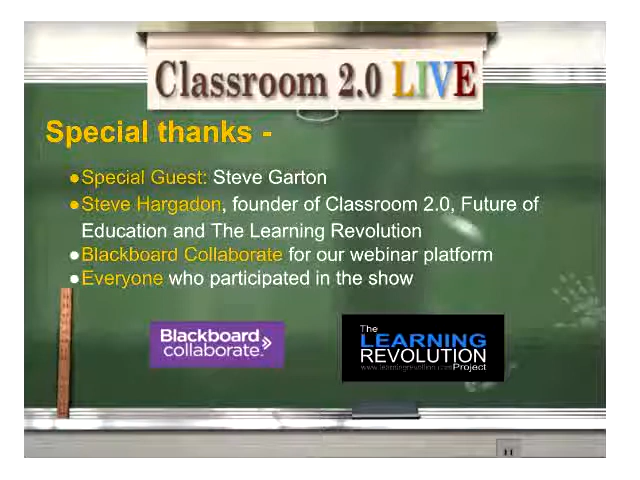 Classroom 2.0 LIVE
Special thanks -
●Special Guest: Steve Garton
●Steve Hargadon, founder of Classroom 2.0, Future of
Education and The Learning Revolution
●Blackboard Collaborate for our webinar platform
●Everyone who participated in the show
Blackboard
collaborate.
The
LEARNING
REVOLUTION
Project